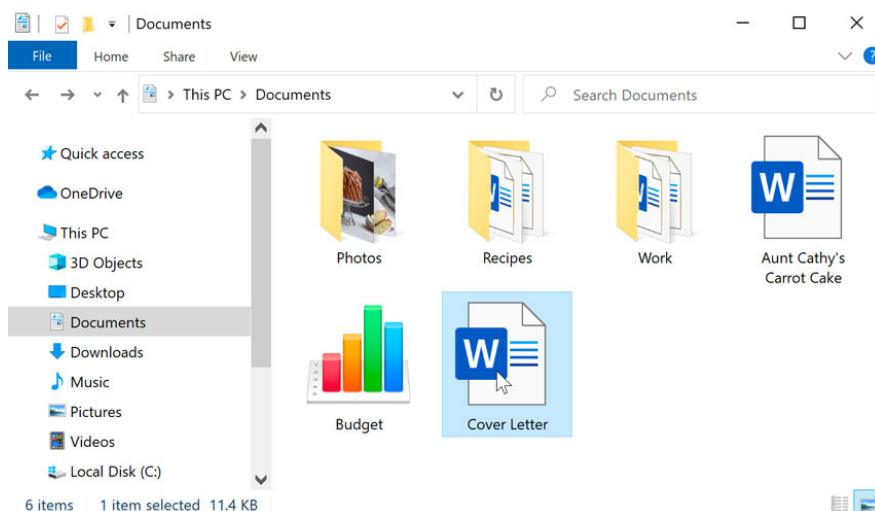 Documents
File Home Share View
This PC > Documents
Search Documents
Quick access
OneDrive
This PC
3D Objects
Desktop
Documents
Downloads
Music
Pictures
Videos
Local Disk (C:)
Photos Recipes Work Aunt Cathy's
Carrot Cake
Budget Cover Letter
6 items 1 item selected 11.4 KB